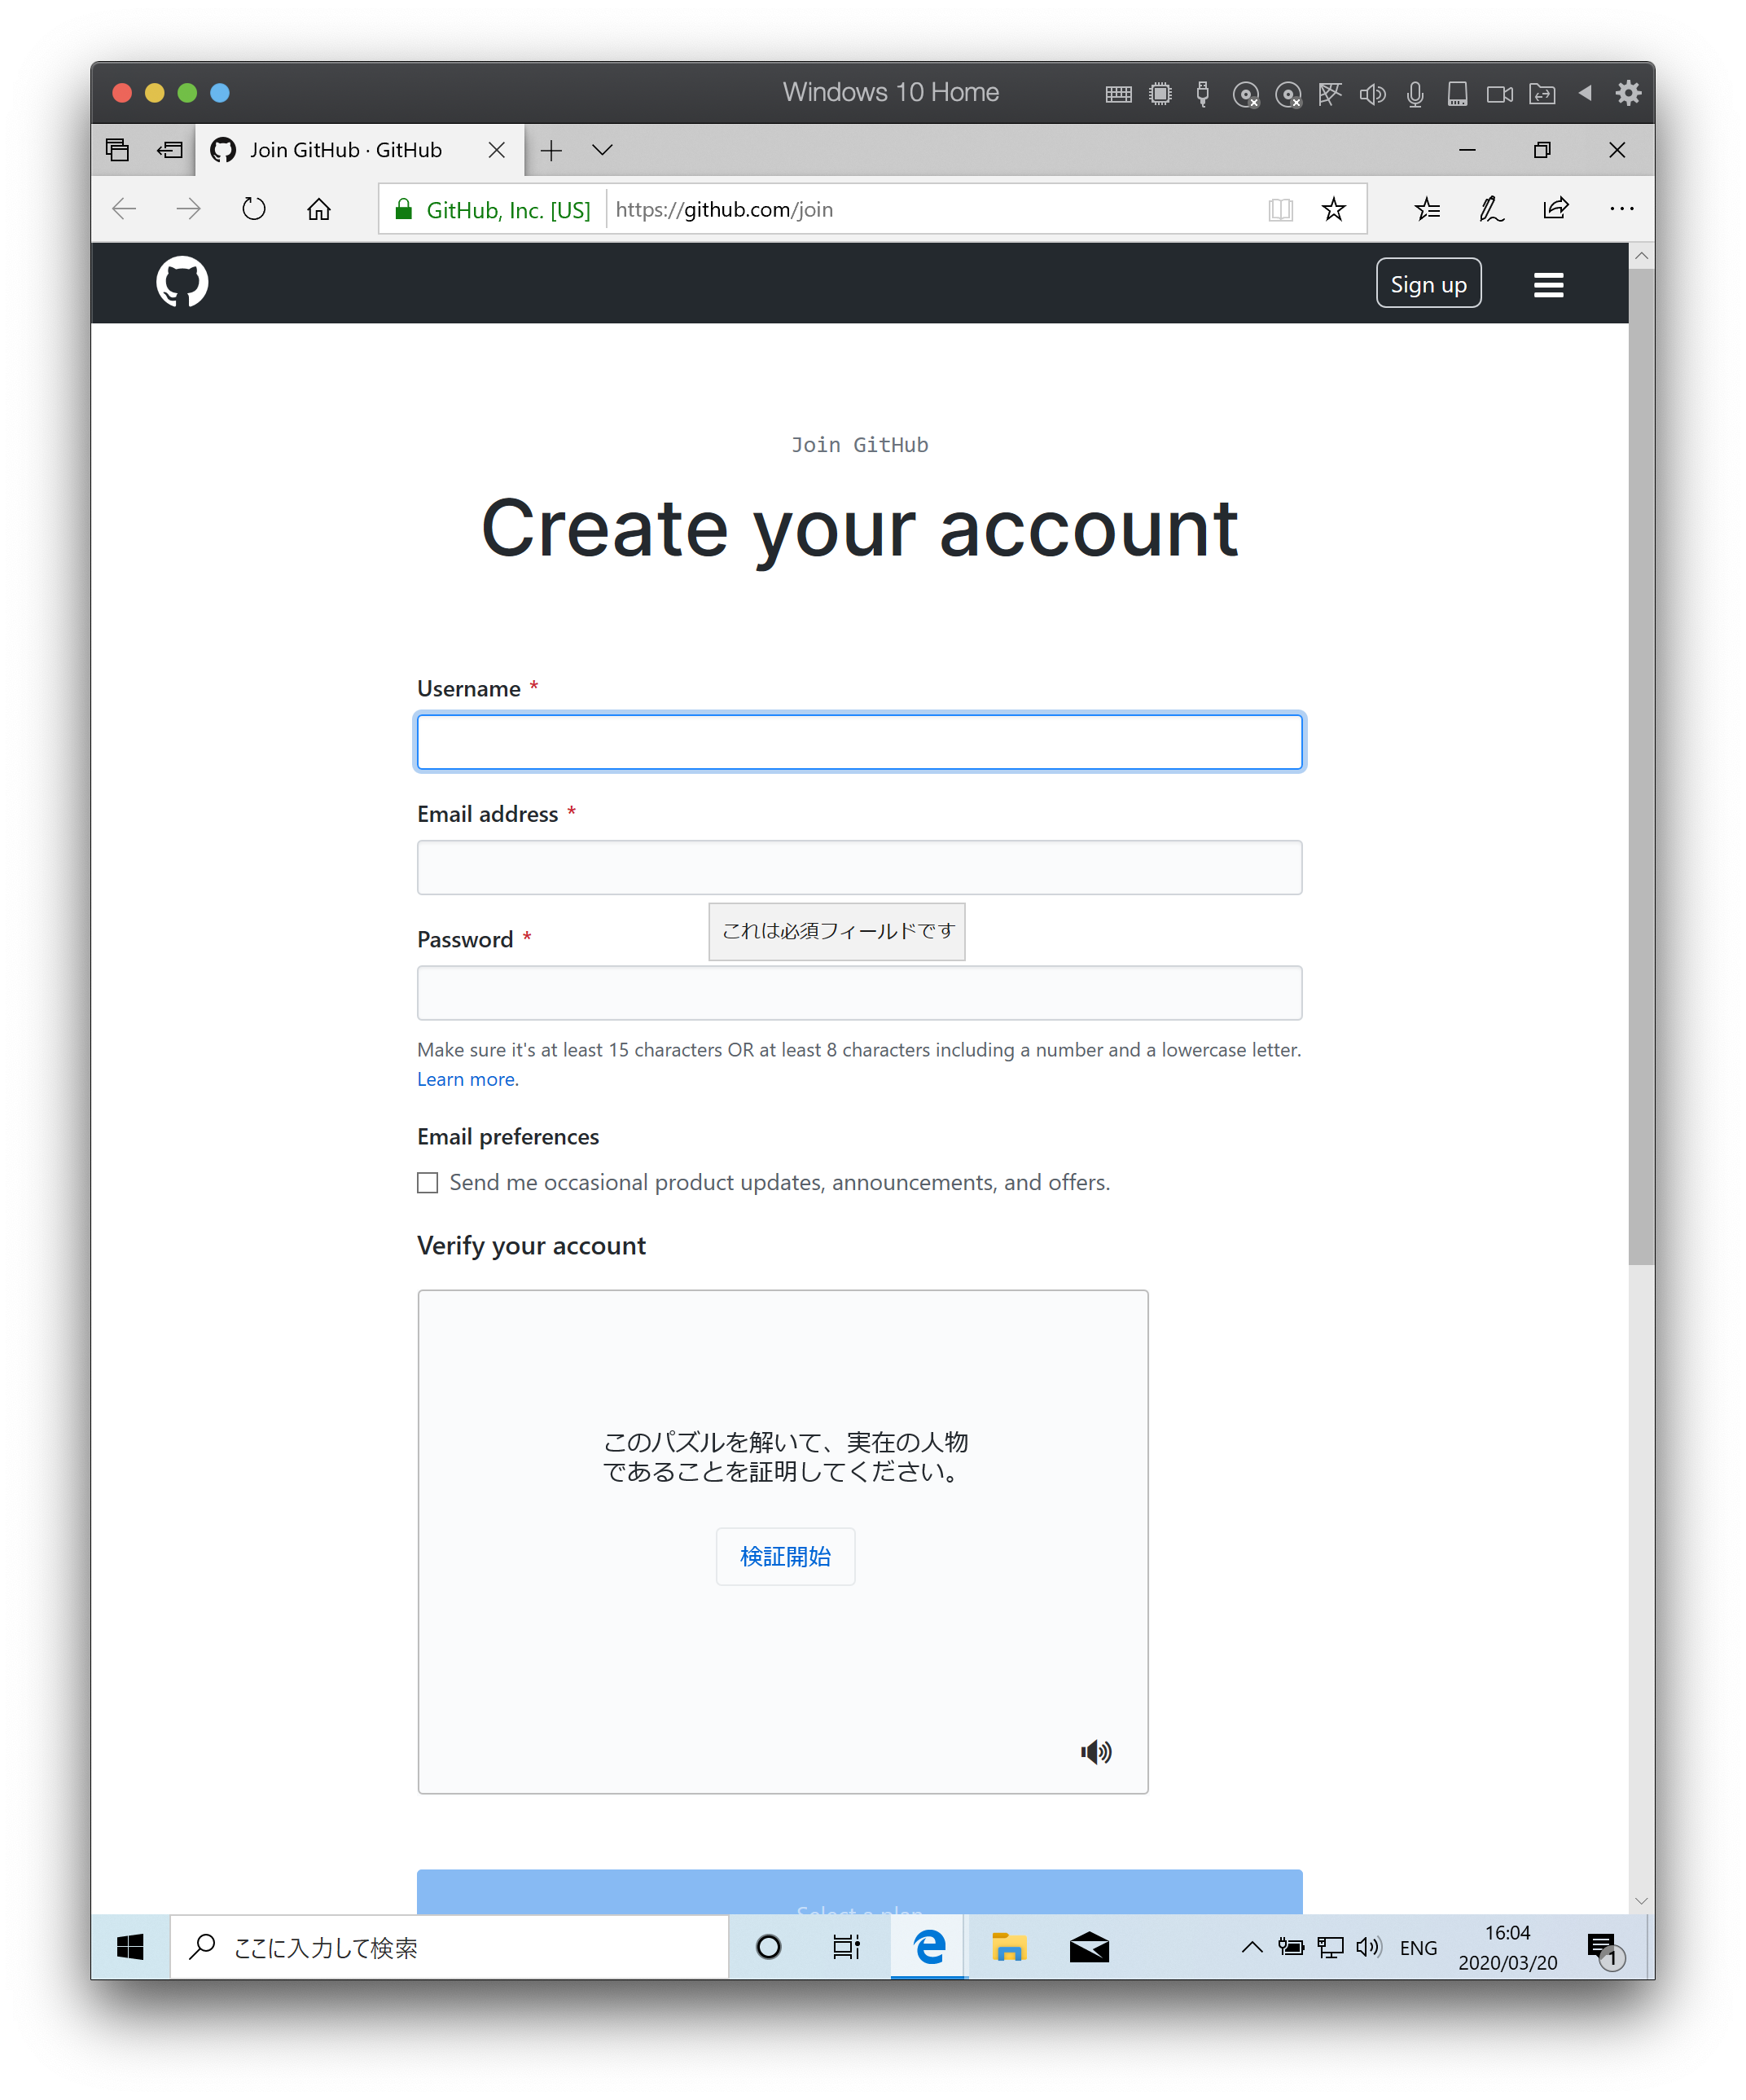 Windows 10 Home
Join GitHub · GitHub
GitHub, Inc. [US]
https://github.com/join
Sign up
Join GitHub
Create your account
Username *
Email address *
これは必須フィールドです
Password *
Make sure it's at least 15 characters OR at least 8 characters including a number and a lowercase letter.
Learn more.
Email preferences
Send me occasional product updates, announcements, and offers.
Verify your account
このパズルを解いて、実在の人物
であることを証明してください。
検証開始
Select a plan
ここに入力して検索
ENG
16:04
2020/03/20
1